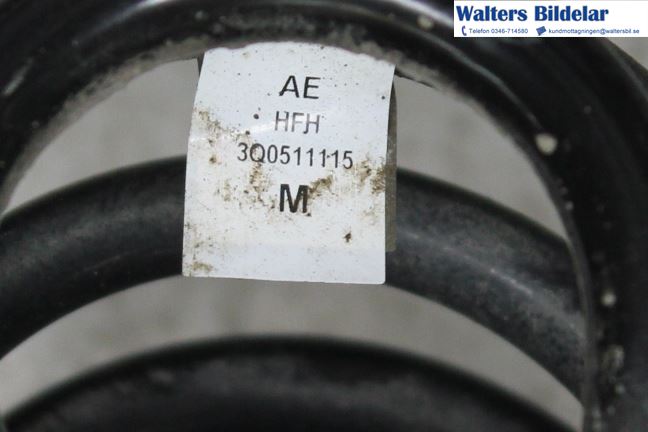 Walters Bildelar
Telefon 0346-714580 kundmottagningen@waltersbil.se
AE
HFH
3Q0511115
M